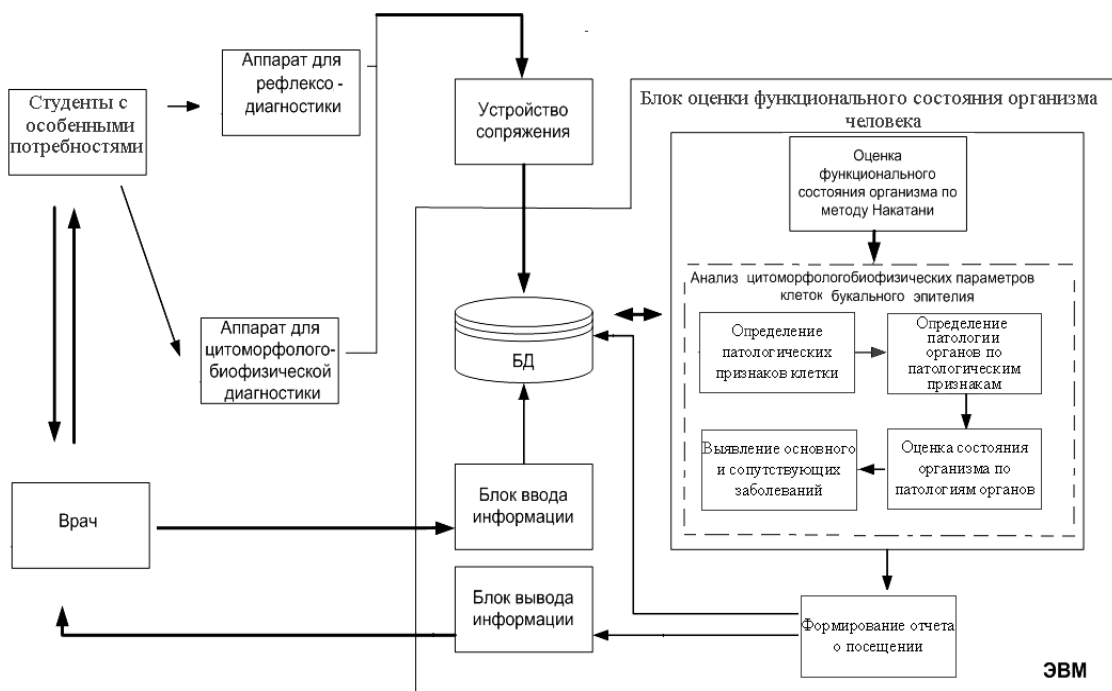 Студенты с
особенными
потребностями
Аппарат для
рефлексо -
диагностики
Аппарат для
цитоморфолого-
биофизической
диагностики
Врач
Устройство
сопряжения
БД
Блок ввода
информации
Блок вывода
информации
Блок оценки функционального состояния организма
человека
Оценка
функционального
состояния организма по
методу Накатани
Анализ цитоморфологобиофизических параметров
клеток букального эпителия
Определение
патологических
признаков клетки
Определение
патологии
органов по
патологическим
признакам
Выявление основного
и сопутствующих
заболеваний
Оценка состояния
организма по
патологиям органов
Формирование отчета
о посещении
ЭВМ